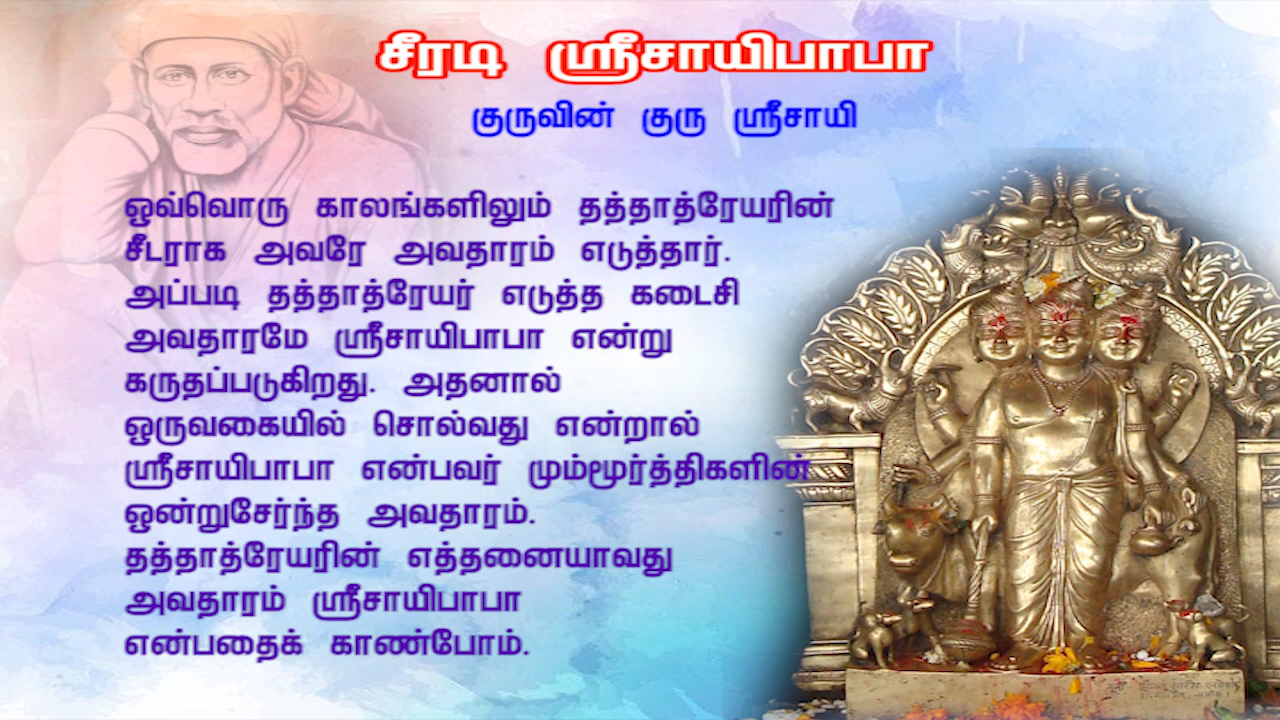 சீரடி ஸ்ரீசாயிபாபா
குருவின் குரு ஸ்ரீசாயி
ஒவ்வொரு காலங்களிலும் தத்தாத்ரேயரின்
சீடராக அவரே அவதாரம் எடுத்தார்.
அப்படி தத்தாத்ரேயர் எடுத்த கடைசி
அவதாரமே ஸ்ரீசாயிபாபா என்று
கருதப்படுகிறது. அதனால்
ஒருவகையில் சொல்வது என்றால்
ஸ்ரீசாயிபாபா என்பவர் மும்மூர்த்திகளின்
ஒன்றுசேர்ந்த அவதாரம்.
தத்தாத்ரேயரின் எத்தனையாவது
அவதாரம் ஸ்ரீசாயிபாபா
என்பதைக் காண்போம்.